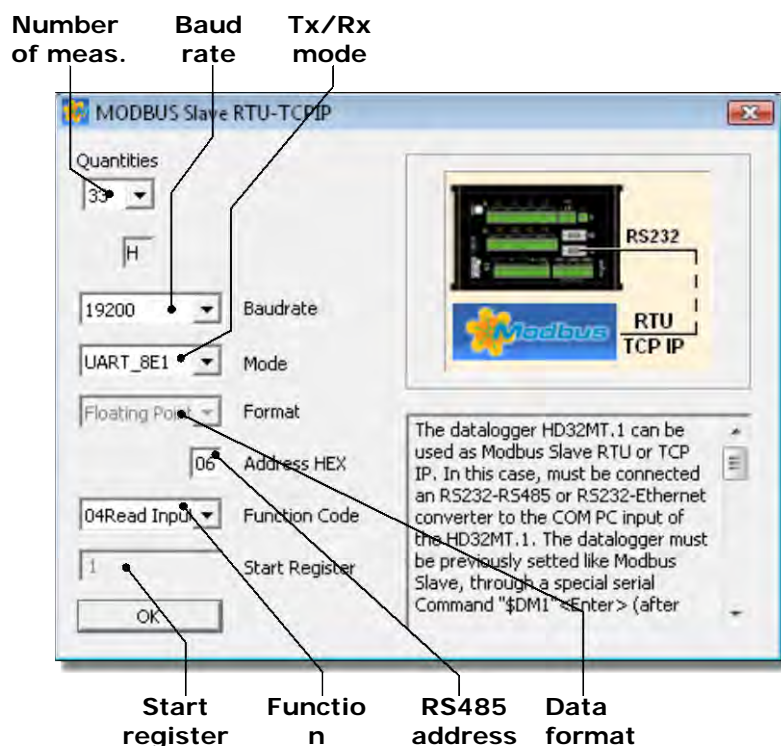 Number
of meas.
Baud
rate
Tx/Rx
mode
MODBUS Slave RTU-TCPIP
Quantities
33
H
19200
Baudrate
UART_8E1
Mode
Floating Point
Format
06
Address HEX
04Read Input
Function Code
1
Start Register
OK
RS232
Modbus
RTU
TCP IP
The datalogger HD32MT.1 can be
used as Modbus Slave RTU or TCP
IP. In this case, must be connected
an RS232-RS485 or RS232-Ethernet
converter to the COM PC input of
the HD32MT.1. The datalogger must
be previously setted like Modbus
Slave, through a special serial
Command "$DM1" <Enter> (after
Start
register
Functio
n
RS485
address
Data
format